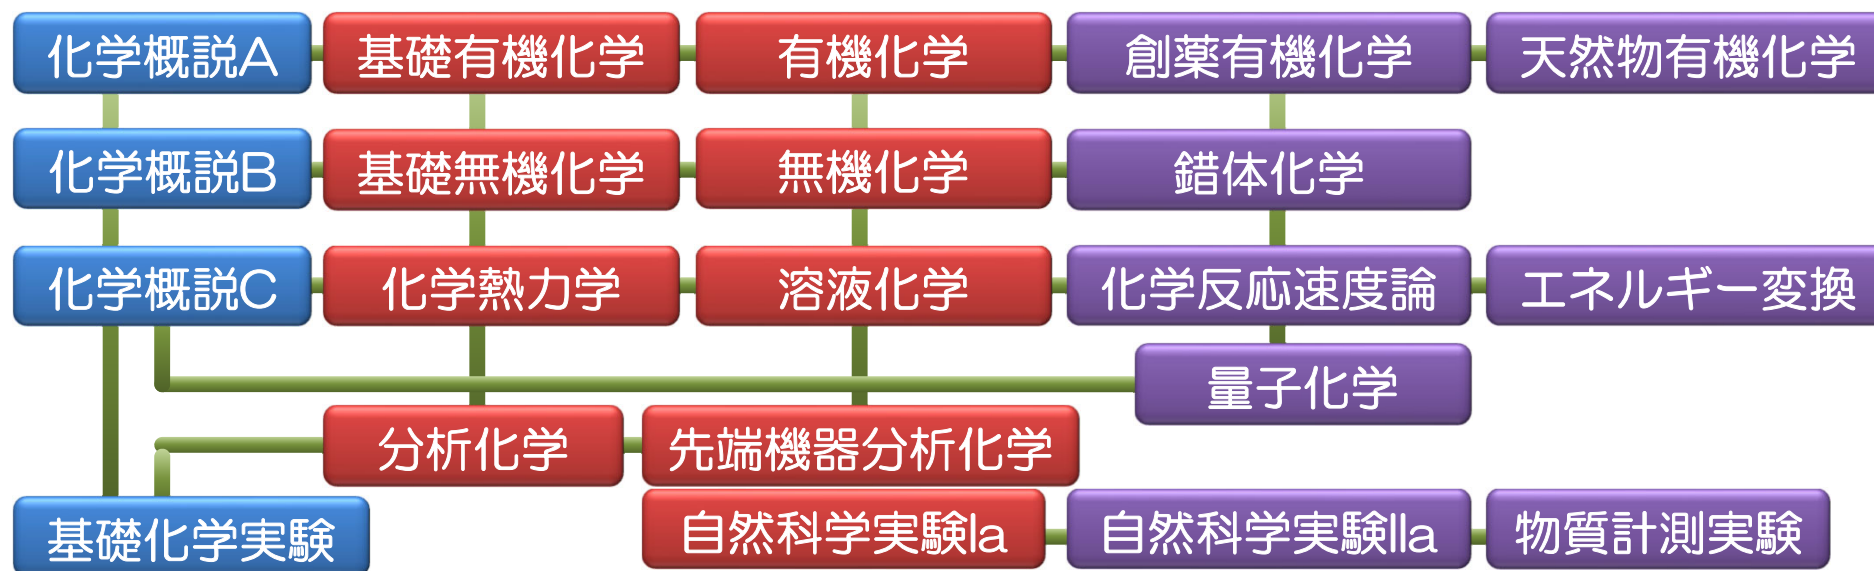 化学概説A
基礎有機化学
有機化学
創薬有機化学
天然物有機化学
化学概説B
基礎無機化学
無機化学
錯体化学
化学概説C
化学熱力学
溶液化学
化学反応速度論
エネルギー変換
量子化学
分析化学
先端機器分析化学
基礎化学実験
自然科学実験Ia
自然科学実験IIa
物質計測実験